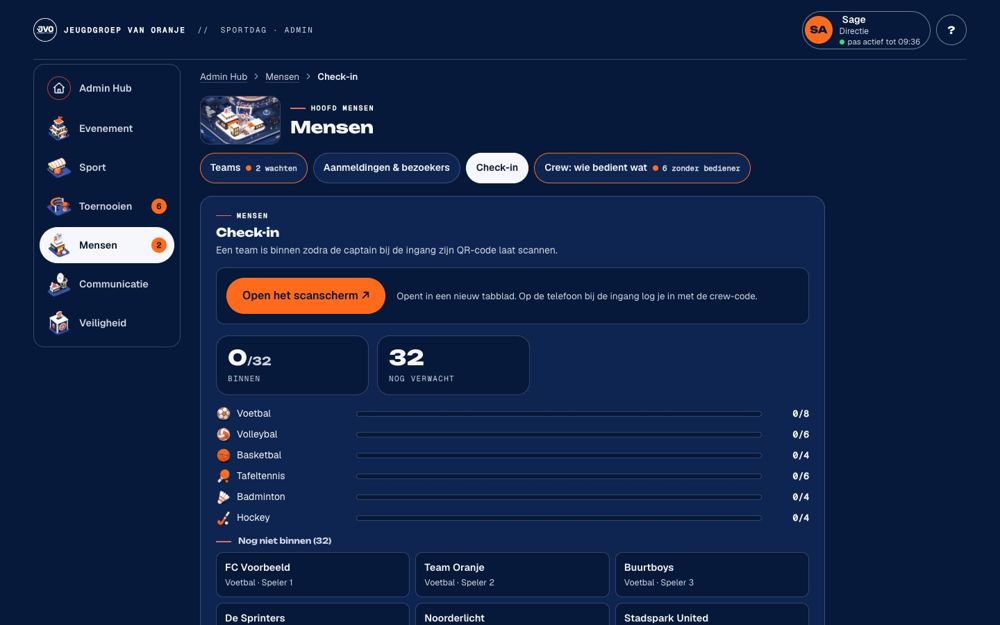 JVO JEUGDGROEP VAN ORANJE // SPORTDAG · ADMIN
SA
Sage
Directie
pas actief tot 09:36
?
Admin Hub
Evenement
Sport
Toernooien 6
Mensen 2
Communicatie
Veiligheid
Admin Hub > Mensen > Check-in
HOOFD MENSEN
Mensen
Teams 2 wachten
Aanmeldingen & bezoekers
Check-in
Crew: wie bedient wat 6 zonder bediener
MENSEN
Check-in
Een team is binnen zodra de captain bij de ingang zijn QR-code laat scannen.
Open het scanscherm ↗
Opent in een nieuw tabblad. Op de telefoon bij de ingang log je in met de crew-code.
0/32
BINNEN
32
NOG VERWACHT
Voetbal 0/8
Volleybal 0/6
Basketbal 0/4
Tafeltennis 0/6
Badminton 0/4
Hockey 0/4
Nog niet binnen (32)
FC Voorbeeld
Voetbal · Speler 1
Team Oranje
Voetbal · Speler 2
Buurtboys
Voetbal · Speler 3
De Sprinters
Noorderlicht
Stadspark United